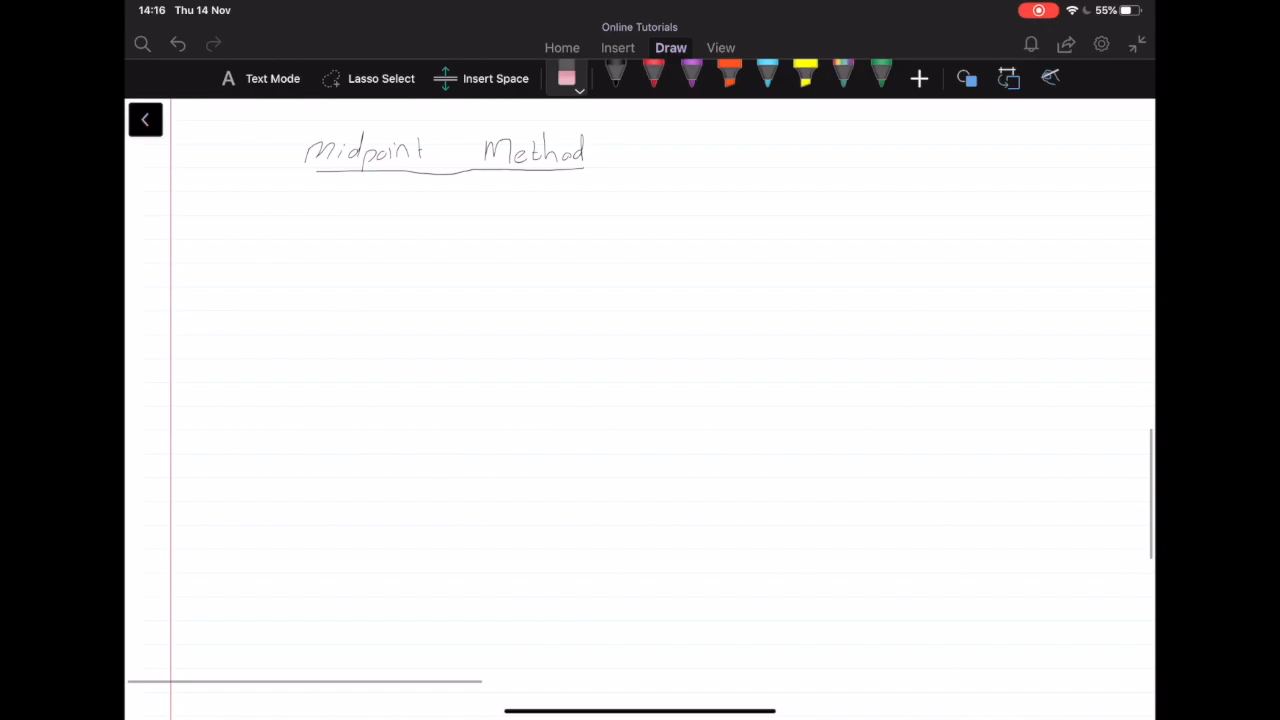 14:16 Thu 14 Nov
55%
Online Tutorials
Home Insert Draw View
A Text Mode Lasso Select Insert Space
Midpoint Method